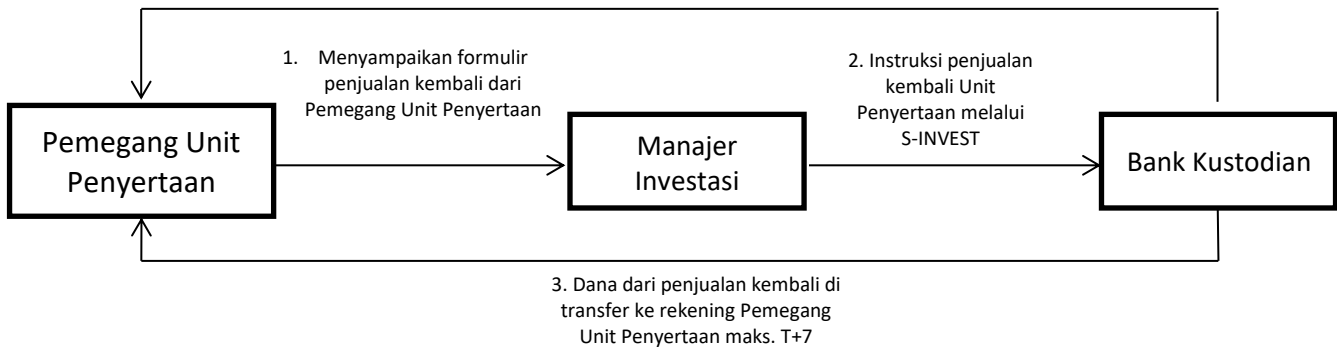 1. Menyampaikan formulir
penjualan kembali dari
Pemegang Unit Penyertaan
2. Instruksi penjualan
kembali Unit
Penyertaan melalui
S-INVEST
Pemegang Unit
Penyertaan
Manajer
Investasi
Bank Kustodian
3. Dana dari penjualan kembali di
transfer ke rekening Pemegang
Unit Penyertaan maks. T+7